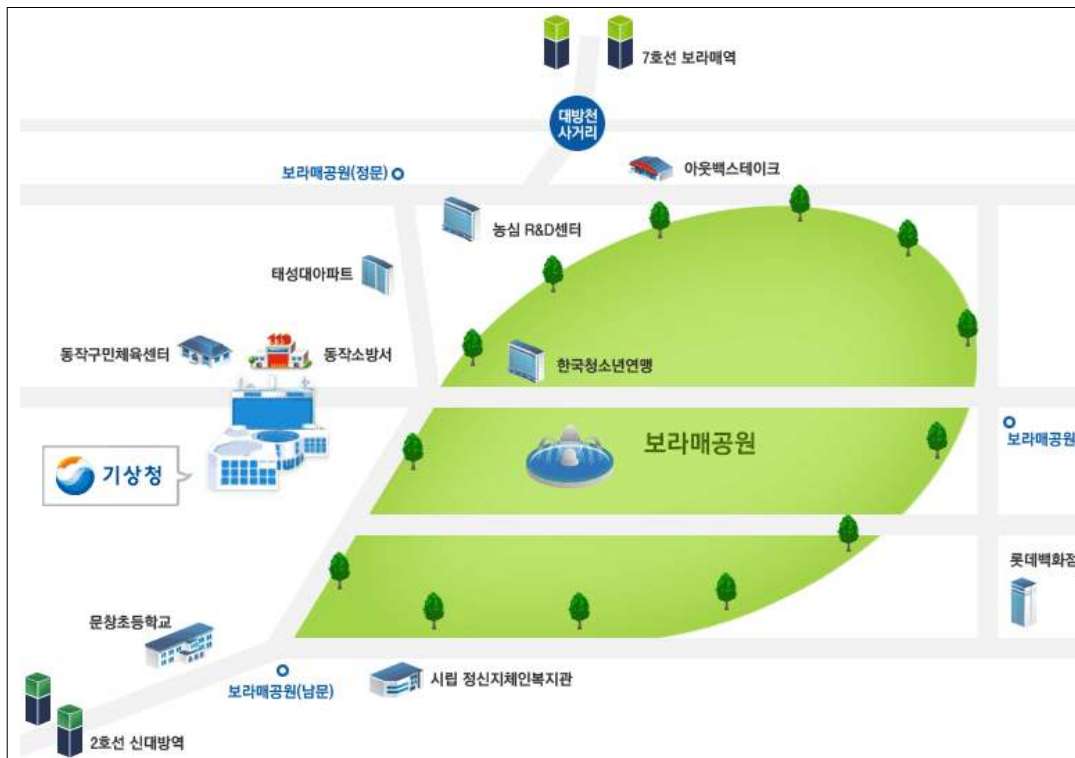 7호선 보라매역
대방천
사거리
아웃백스테이크
보라매공원(정문)
농심 R&D센터
태성대아파트
동작구민체육센터
119
동작소방서
한국청소년연맹
보라매공원
보라매공원
기상청
롯데백화점
문창초등학교
시립 정신지체인복지관
보라매공원(남문)
2호선 신대방역